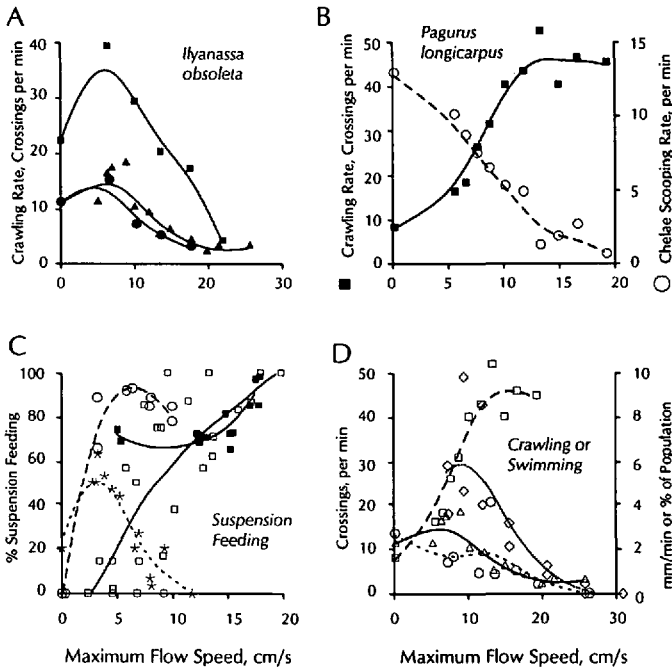 A
Ilyanassa
obsoleta
Crawling Rate, Crossings per min
40
30
20
10
0
0
10
20
30
B
Pagurus
longicarpus
Crawling Rate, Crossings per min
50
40
30
20
10
0
0
5
10
15
20
15
10
5
0
Chelae Scooping Rate, per min
C
% Suspension Feeding
100
80
60
40
20
0
Suspension
Feeding
0
5
10
15
20
Maximum Flow Speed, cm/s
D
Crossings, per min
50
40
30
20
10
0
Crawling or
Swimming
0
10
20
30
10
8
6
4
2
0
mm/min or % of Population
Maximum Flow Speed, cm/s